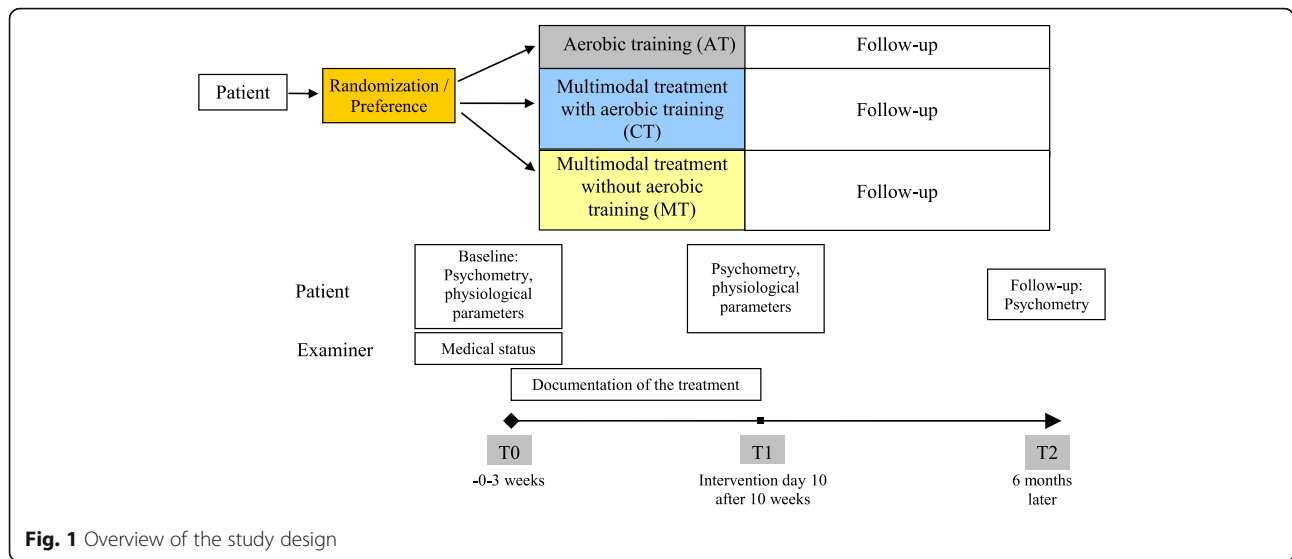 Patient
Randomization /
Preference
Aerobic training (AT)
Follow-up
Multimodal treatment
with aerobic training
(CT)
Follow-up
Multimodal treatment
without aerobic
training (MT)
Follow-up
Patient
Baseline:
Psychometry,
physiological
parameters
Psychometry,
physiological
parameters
Follow-up:
Psychometry
Examiner
Medical status
Documentation of the treatment
T0
T1
T2
-0-3 weeks
Intervention day 10
after 10 weeks
6 months
later
Fig. 1 Overview of the study design